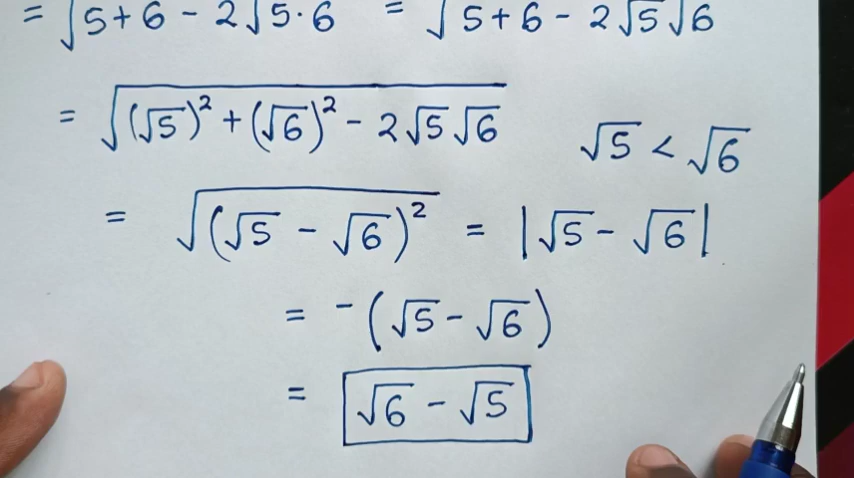 = √5+6 - 2√5·6 = √5+6 - 2√5√6
= √(√5)² + (√6)² - 2√5√6
√5 < √6
= √(√5 - √6)² = |√5 - √6|
= -(√5 - √6)
= √6 - √5